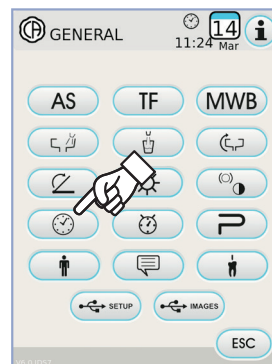 GENERAL
14
11:24 Mar
i
AS TF MWB
SETUP IMAGES
ESC